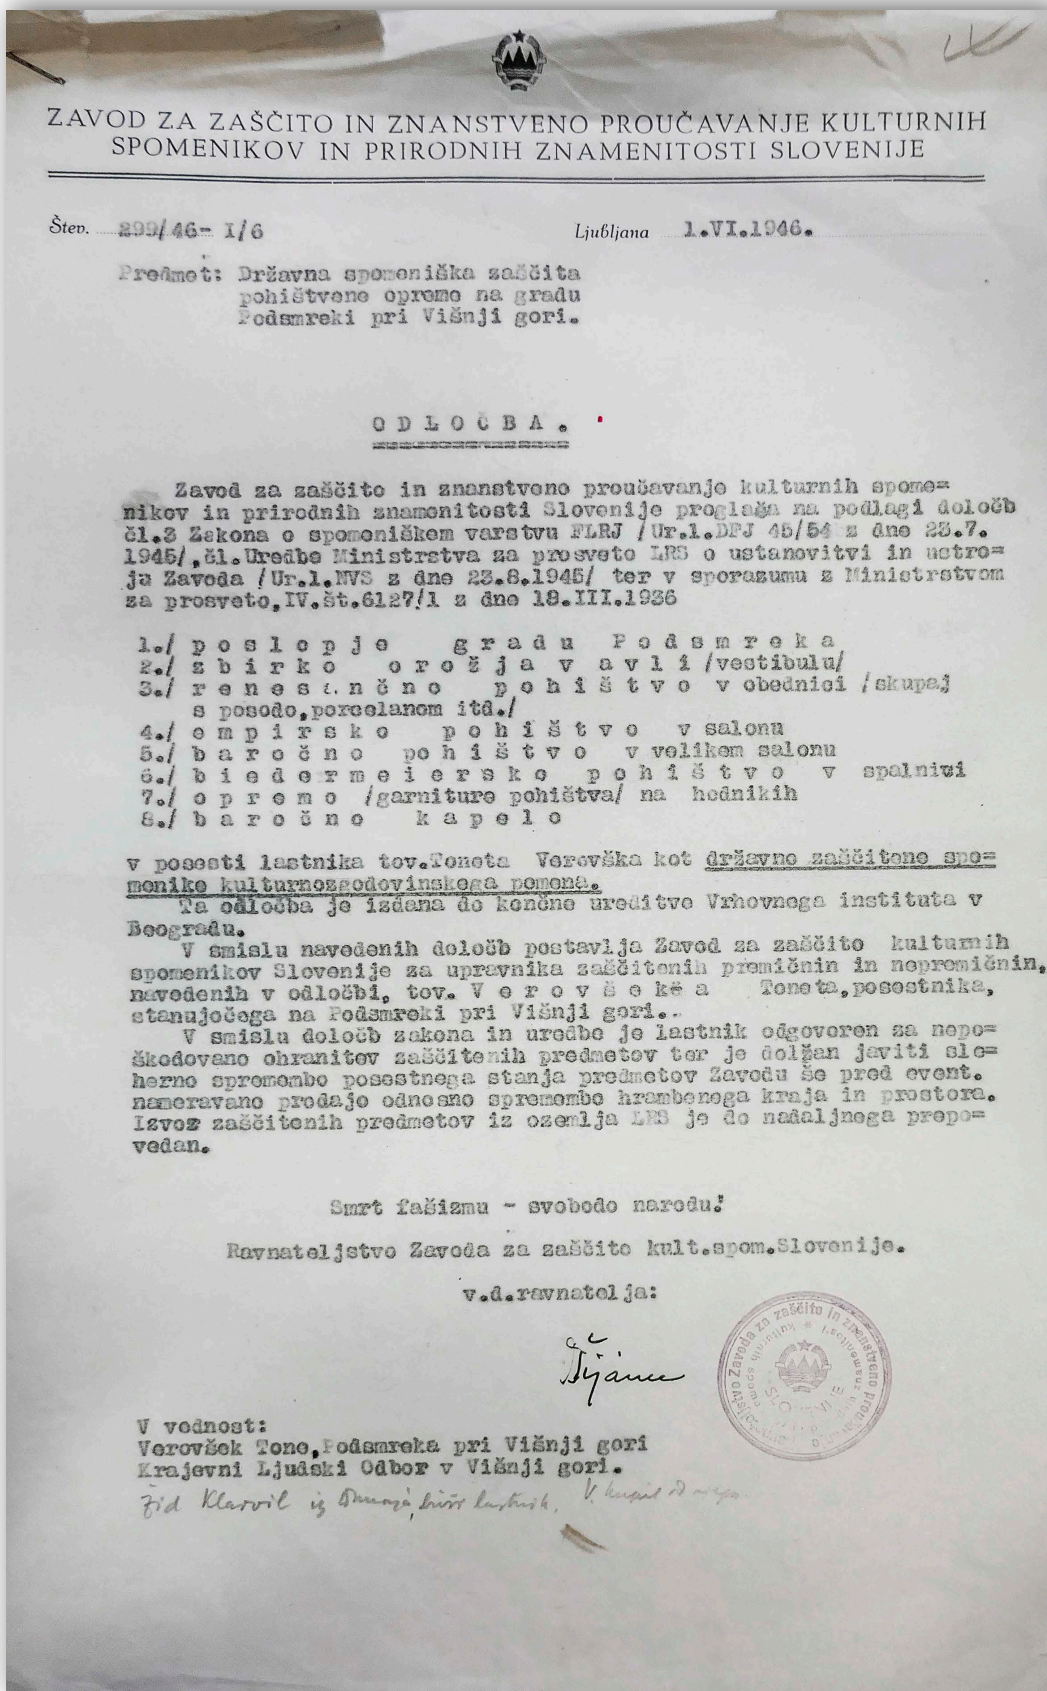 ZAVOD ZA ZAŠČITO IN ZNANSTVENO PROUČAVANJE KULTURNIH
SPOMENIKOV IN PRIRODNIH ZNAMENITOSTI SLOVENIJE
Štev. 299/46- I/6 Ljubljana 1.VI.1946.
Predmet: Državna spomeniška zaščita
pohištvene opreme na gradu
Podsmreki pri Višnji gori.
ODLOČBA.
Zavod za zaščito in znanstveno proučavanje kulturnih spome=
nikov in prirodnih znamenitosti Slovenije proglaša na podlagi določb
čl.3 Zakona o spomeniškem varstvu FLRJ /Ur.l.DFJ 45/54 z dne 23.7.
1945/,čl.Uredbe Ministrstva za prosveto LRS o ustanovitvi in ustro=
ju Zavoda /Ur.l.NVS z dne 23.8.1945/ ter v sporazumu z Ministrstvom
za prosveto,IV.št.6127/1 z dne 18.III.1936
1./ poslopje gradu Podsmreka
2./ zbirko orožja v avli /vestibulu/
3./ renesančno pohištvo v obednici /skupaj
s posodo,porcelanom itd./
4./ empirsko pohištvo v salonu
5./ baročno pohištvo v velikem salonu
6./ biedermeiersko pohištvo v spalnici
7./ opremo /garniture pohištva/ na hodnikih
8./ baročno kapelo
v posesti lastnika tov.Toneta Verovška kot državno zaščitene spo=
menike kulturnozgodovinskega pomena.
Ta odločba je izdana do končne ureditve Vrhovnega instituta v
Beogradu.
V smislu navedenih določb postavlja Zavod za zaščito kulturnih
spomenikov Slovenije za upravnika zaščitenih premičnin in nepremičnin,
navedenih v odločbi, tov. Verovška Toneta,posestnika,
stanujočega na Podsmreki pri Višnji gori.
V smislu določb zakona in uredbe je lastnik odgovoren za nepo=
škodovano ohranitev zaščitenih predmetov ter je dolžan javiti sle=
herno spremembo posestnega stanja predmetov Zavodu še pred event.
nameravano prodajo odnosno spremembo hrambenega kraja in prostora.
Izvoz zaščitenih predmetov iz ozemlja LRS je do nadaljnega prepo=
vedan.
Smrt fašizmu - svobodo narodu!
Ravnateljstvo Zavoda za zaščito kult.spom.Slovenije.
v.d.ravnatelja:
V vednost:
Verovšek Tone,Podsmreka pri Višnji gori
Krajevni Ljudski Odbor v Višnji gori.
Žid Klarvil iz Dunaja, bivši lastnik. V. kupil od njega.